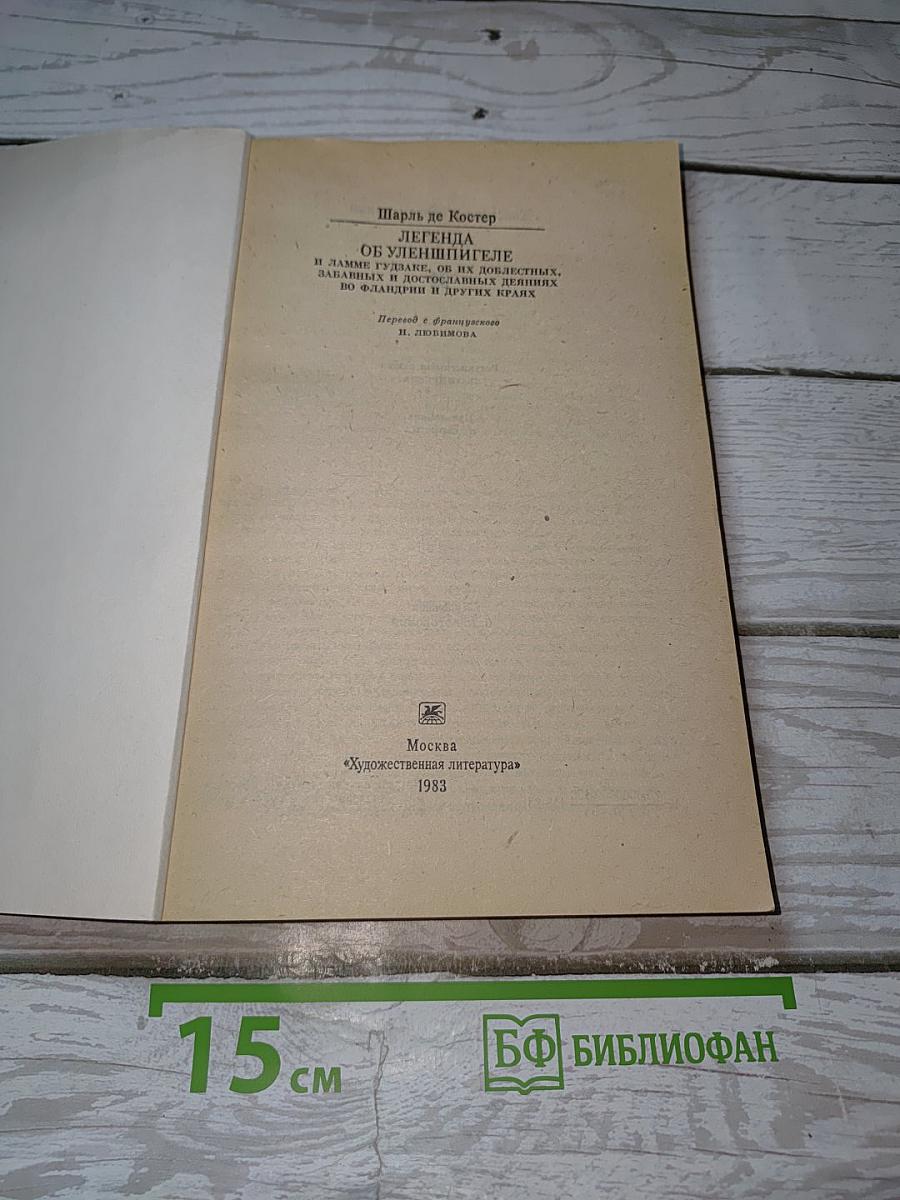 Шарль де Костер
ЛЕГЕНДА
ОБ УЛЕНШПИГЕЛЕ
И ЛАММЕ ГУДЗАКЕ, ОБ ИХ ДОБЛЕСТНЫХ,
ЗАБАВНЫХ И ДОСТОСЛАВНЫХ ДЕЯНИЯХ
ВО ФЛАНДРИИ И ДРУГИХ КРАЯХ
Перевод с французского
Н. ЛЮБИМОВА
Москва
«Художественная литература»
1983
15 см
БФ БИБЛИОФАН